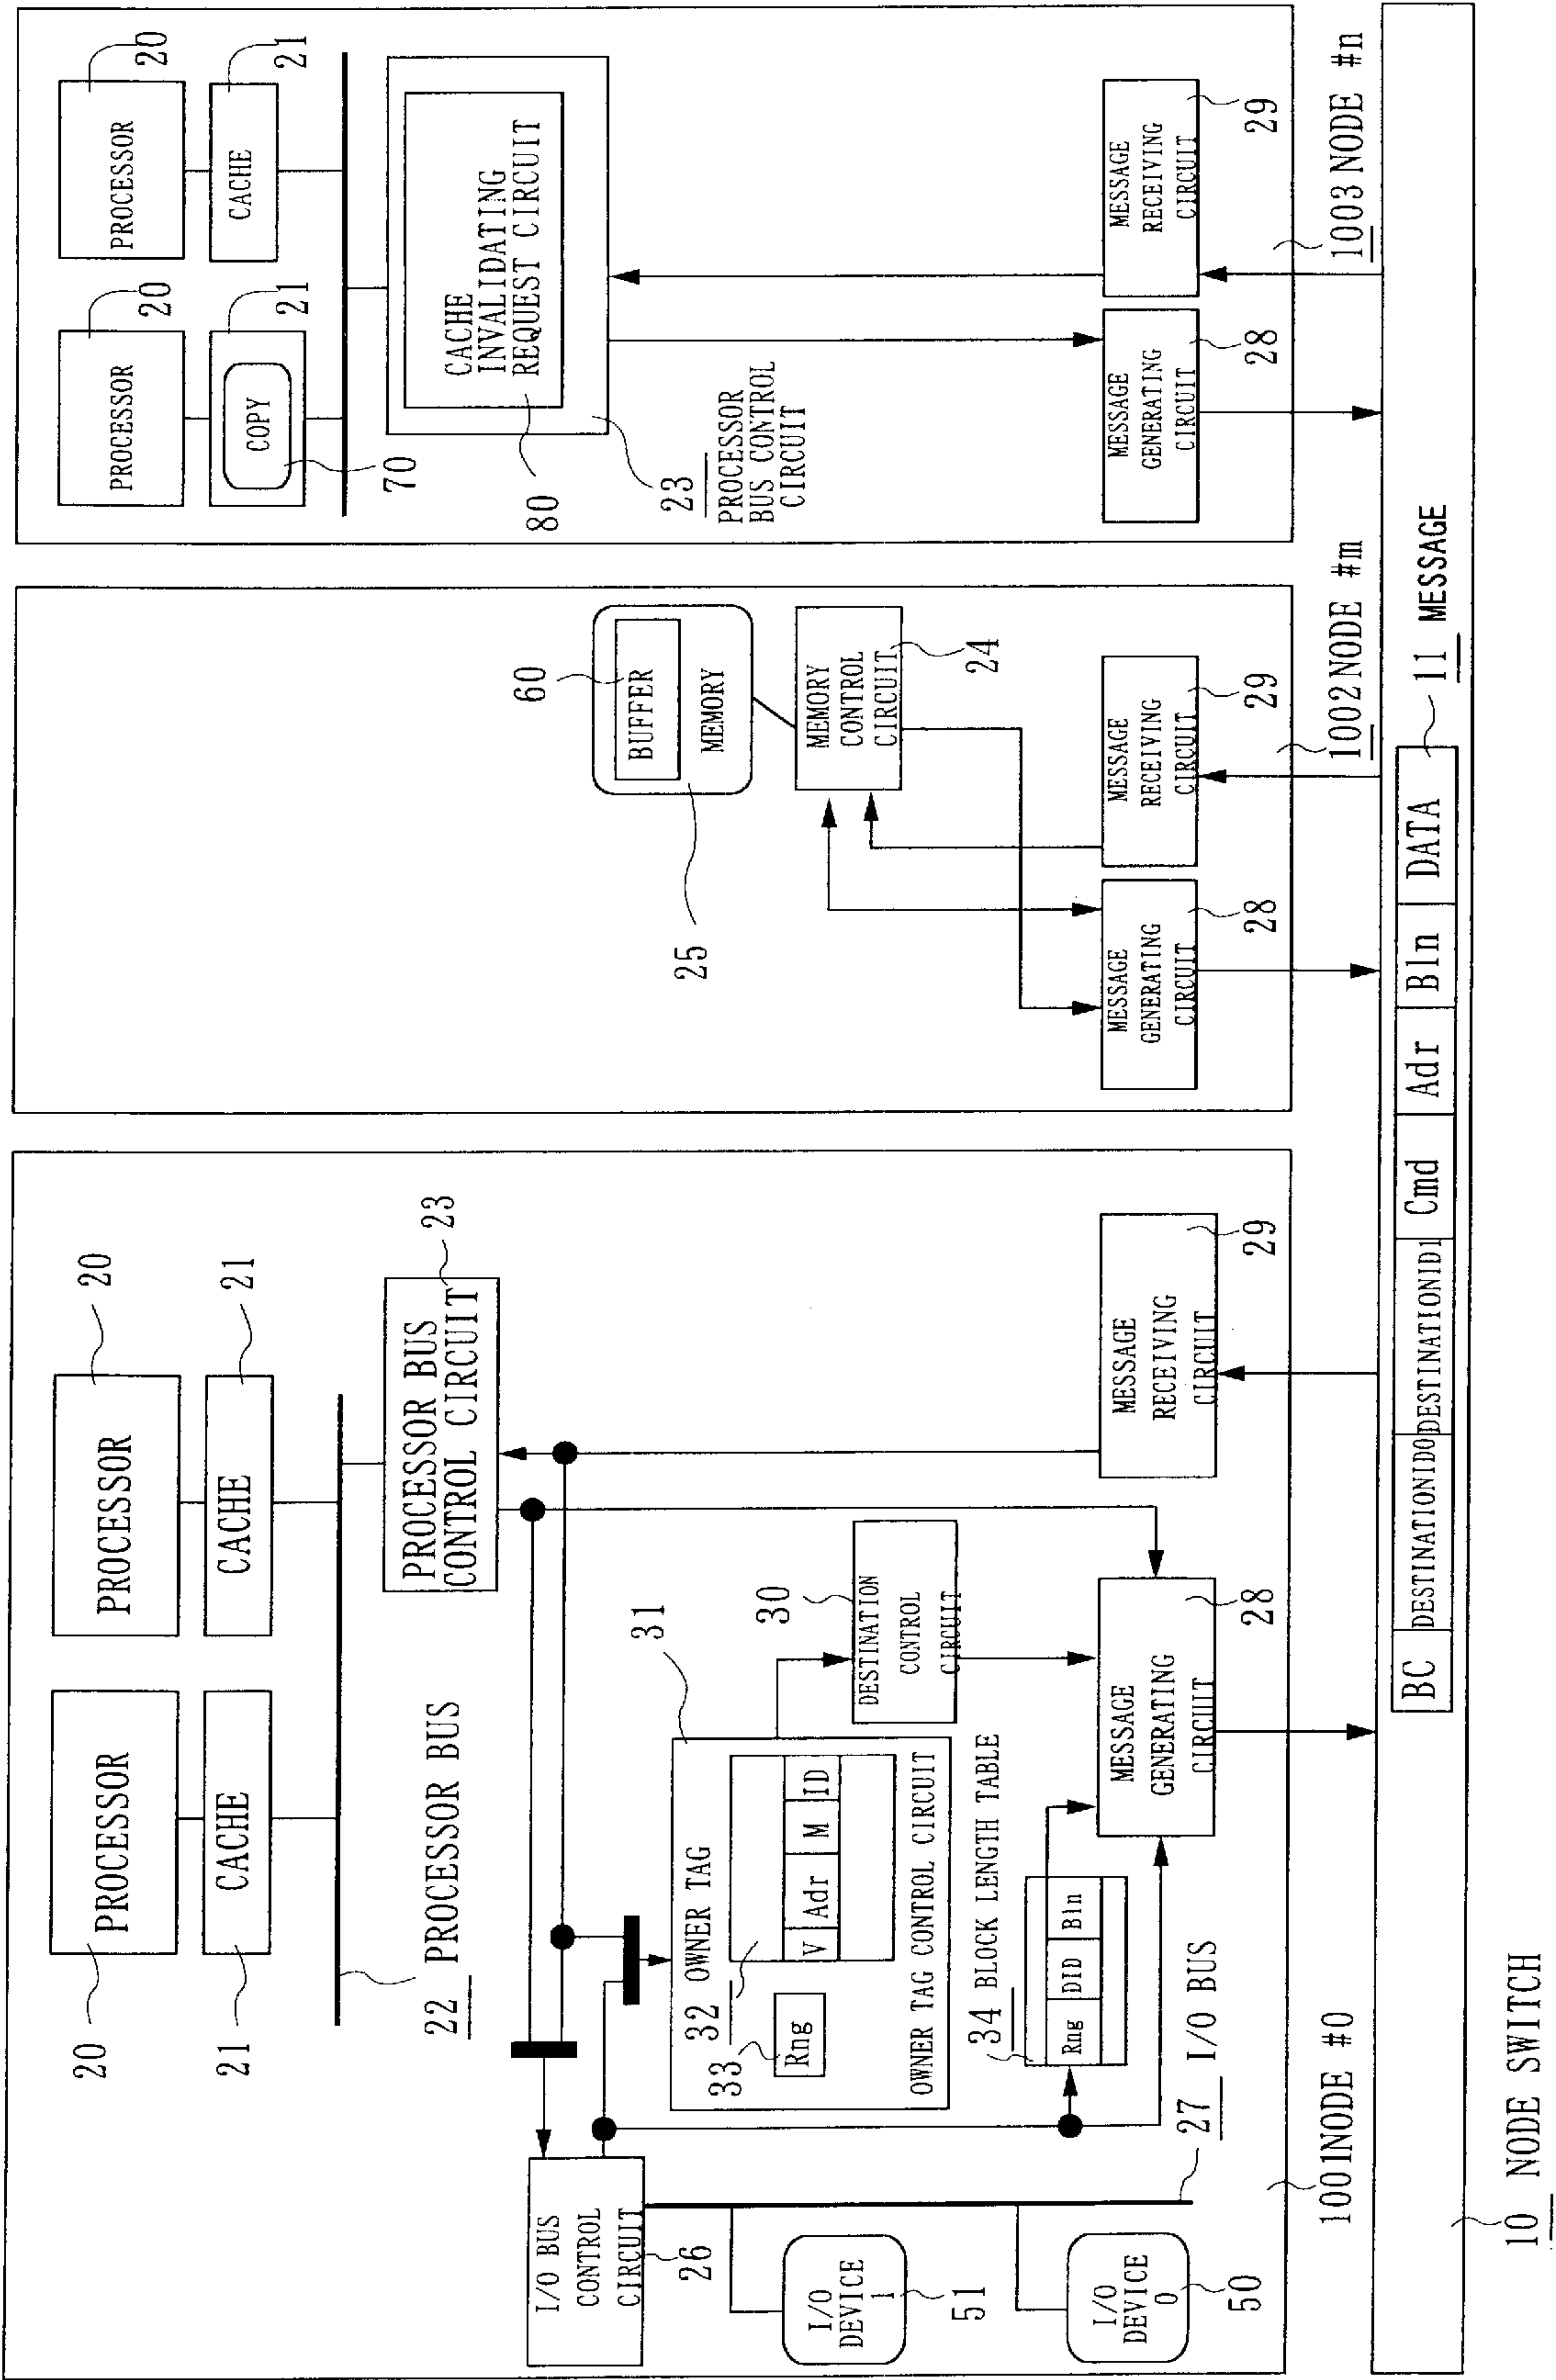 1001 NODE #0
PROCESSOR
20
CACHE
21
PROCESSOR
20
CACHE
21
22 PROCESSOR BUS
PROCESSOR BUS
CONTROL CIRCUIT
23
I/O BUS
CONTROL
CIRCUIT
26
31
32 OWNER TAG
V
Adr
M
ID
33
Rng
OWNER TAG CONTROL CIRCUIT
30
DESTINATION
CONTROL
CIRCUIT
34 BLOCK LENGTH TABLE
Rng
DID
Bln
I/O
DEVICE
1
51
I/O
DEVICE
0
50
27 I/O BUS
MESSAGE
GENERATING
CIRCUIT
28
MESSAGE
RECEIVING
CIRCUIT
29
1002 NODE #m
60
BUFFER
MEMORY
25
MEMORY
CONTROL
CIRCUIT
24
MESSAGE
GENERATING
CIRCUIT
28
MESSAGE
RECEIVING
CIRCUIT
29
1003 NODE #n
PROCESSOR
20
COPY
21
70
PROCESSOR
20
CACHE
21
CACHE
INVALIDATING
REQUEST CIRCUIT
80
23
PROCESSOR
BUS CONTROL
CIRCUIT
MESSAGE
GENERATING
CIRCUIT
28
MESSAGE
RECEIVING
CIRCUIT
29
BC
DESTINATIONID0
DESTINATIONID1
Cmd
Adr
Bln
DATA
11 MESSAGE
10 NODE SWITCH